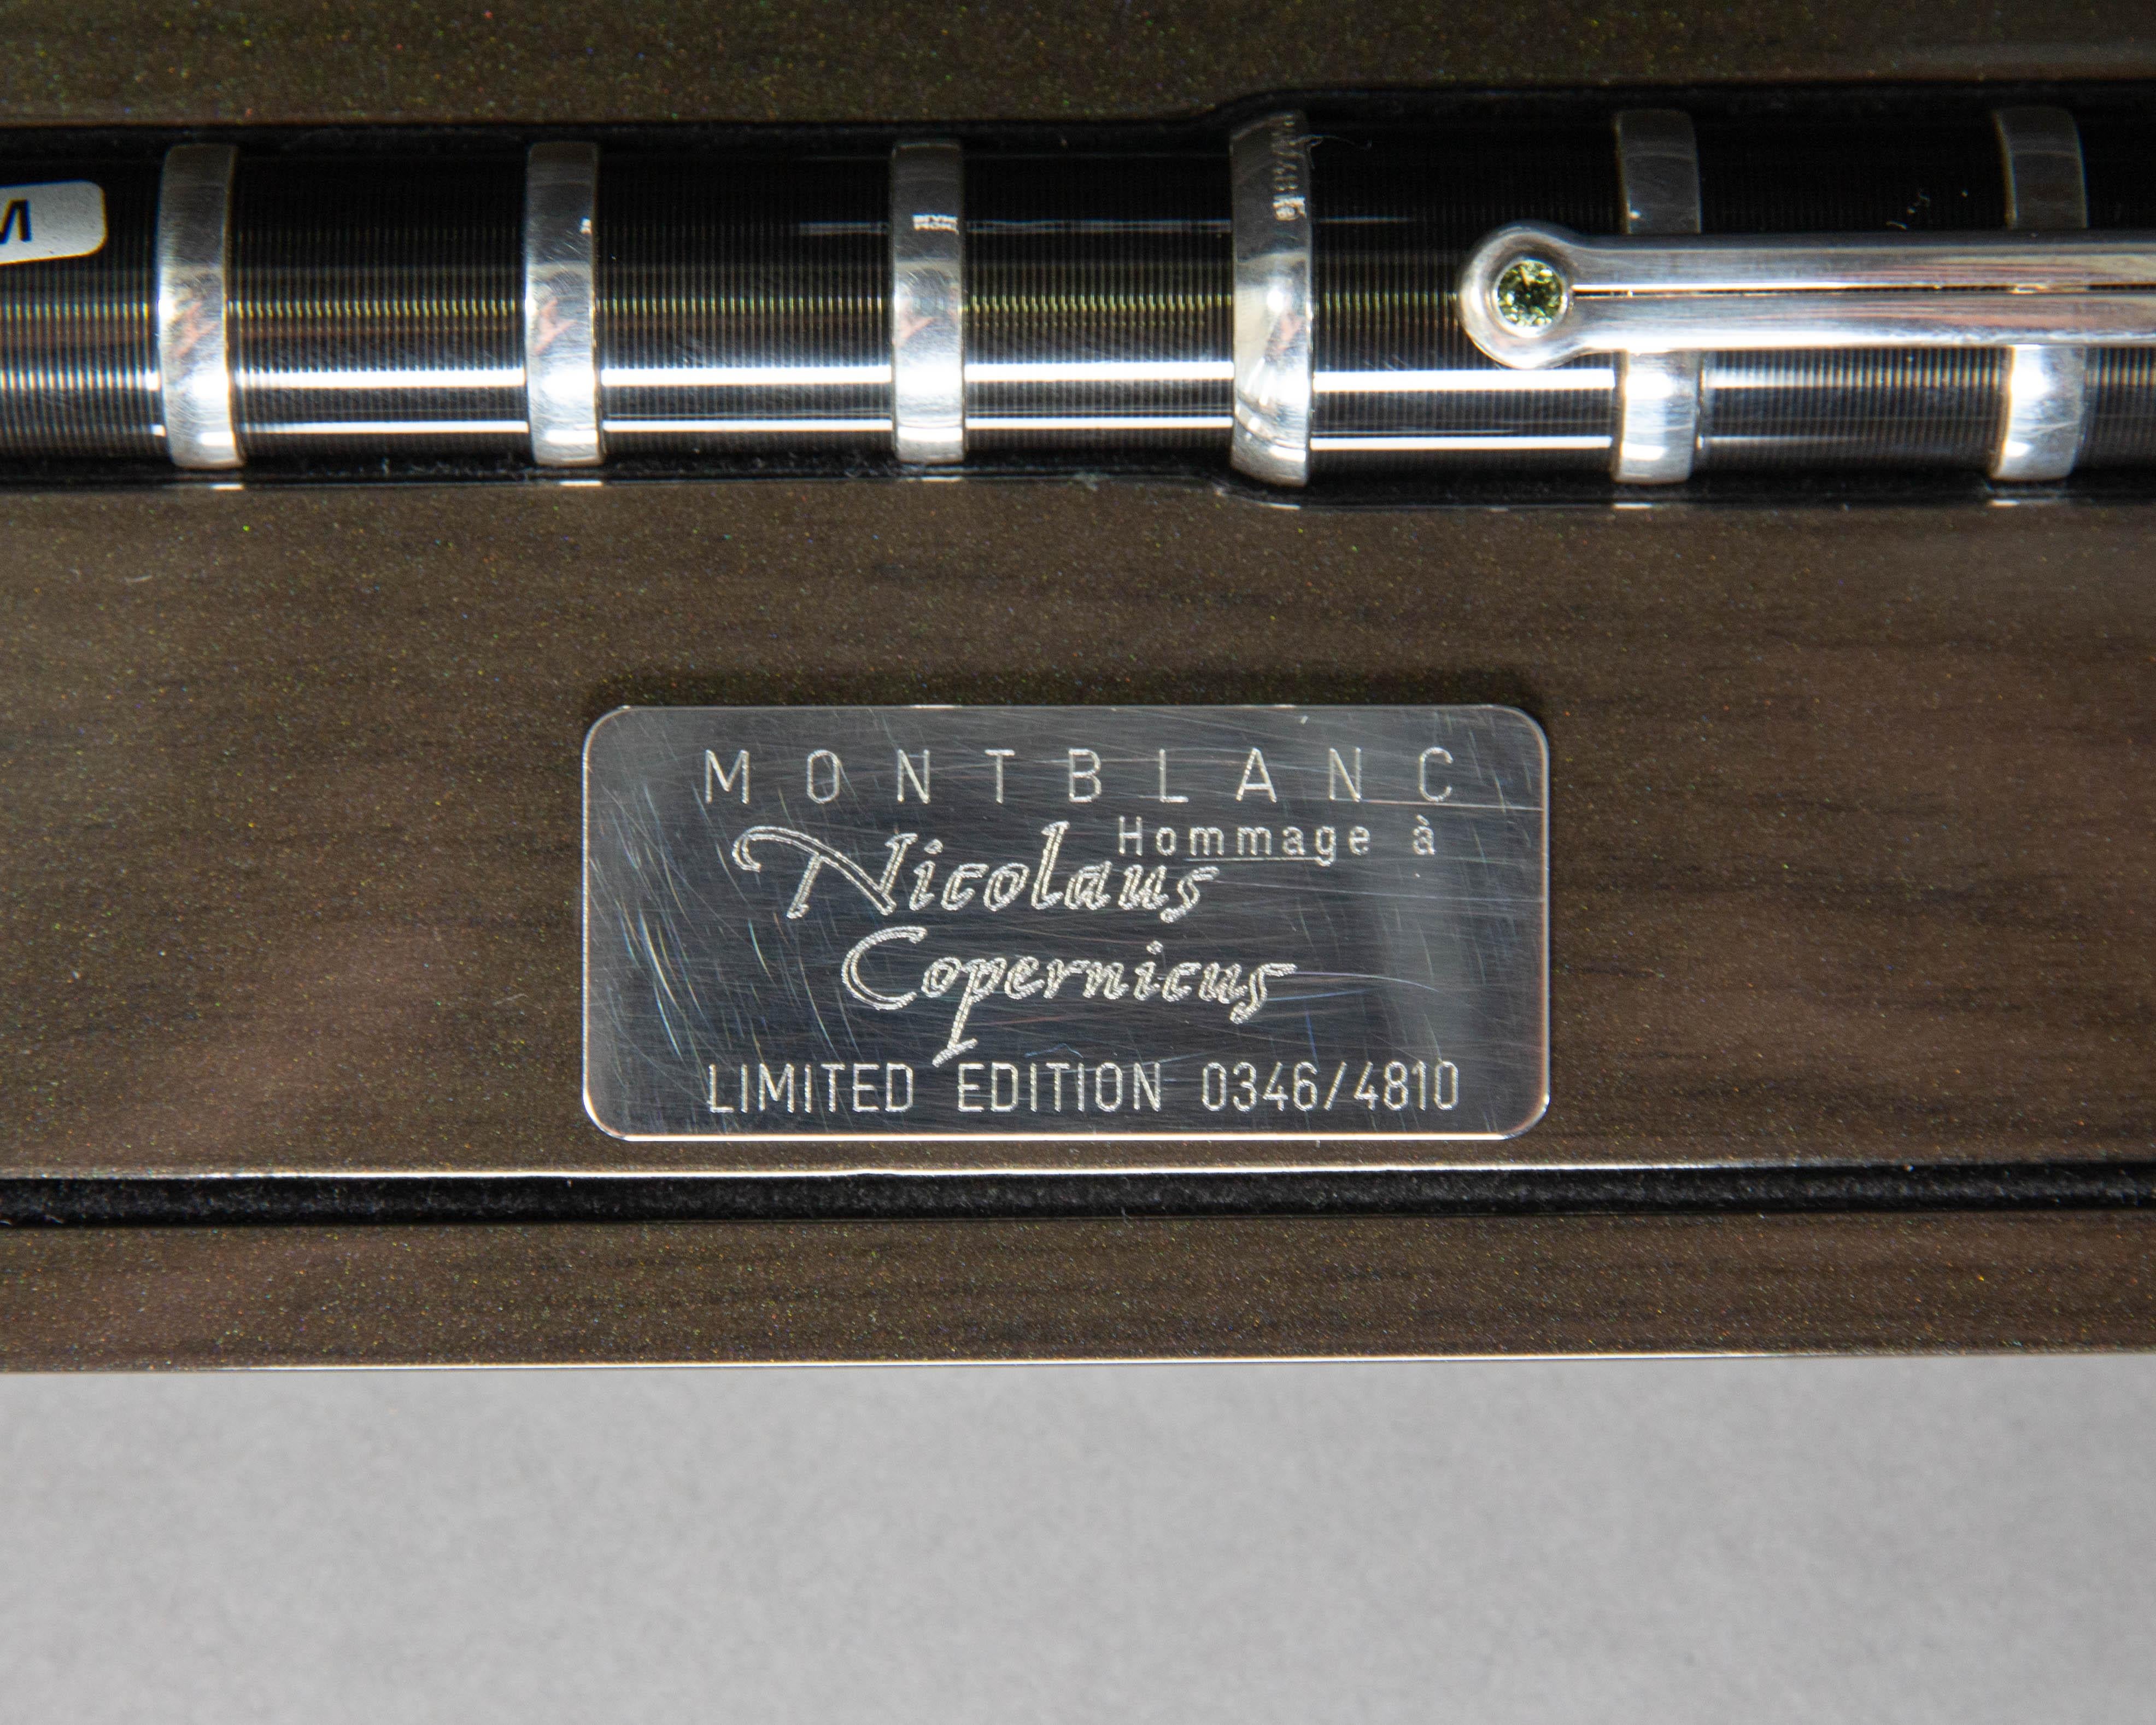 M
MONTBLANC
Hommage à
Nicolaus
Copernicus
LIMITED EDITION 0346/4810